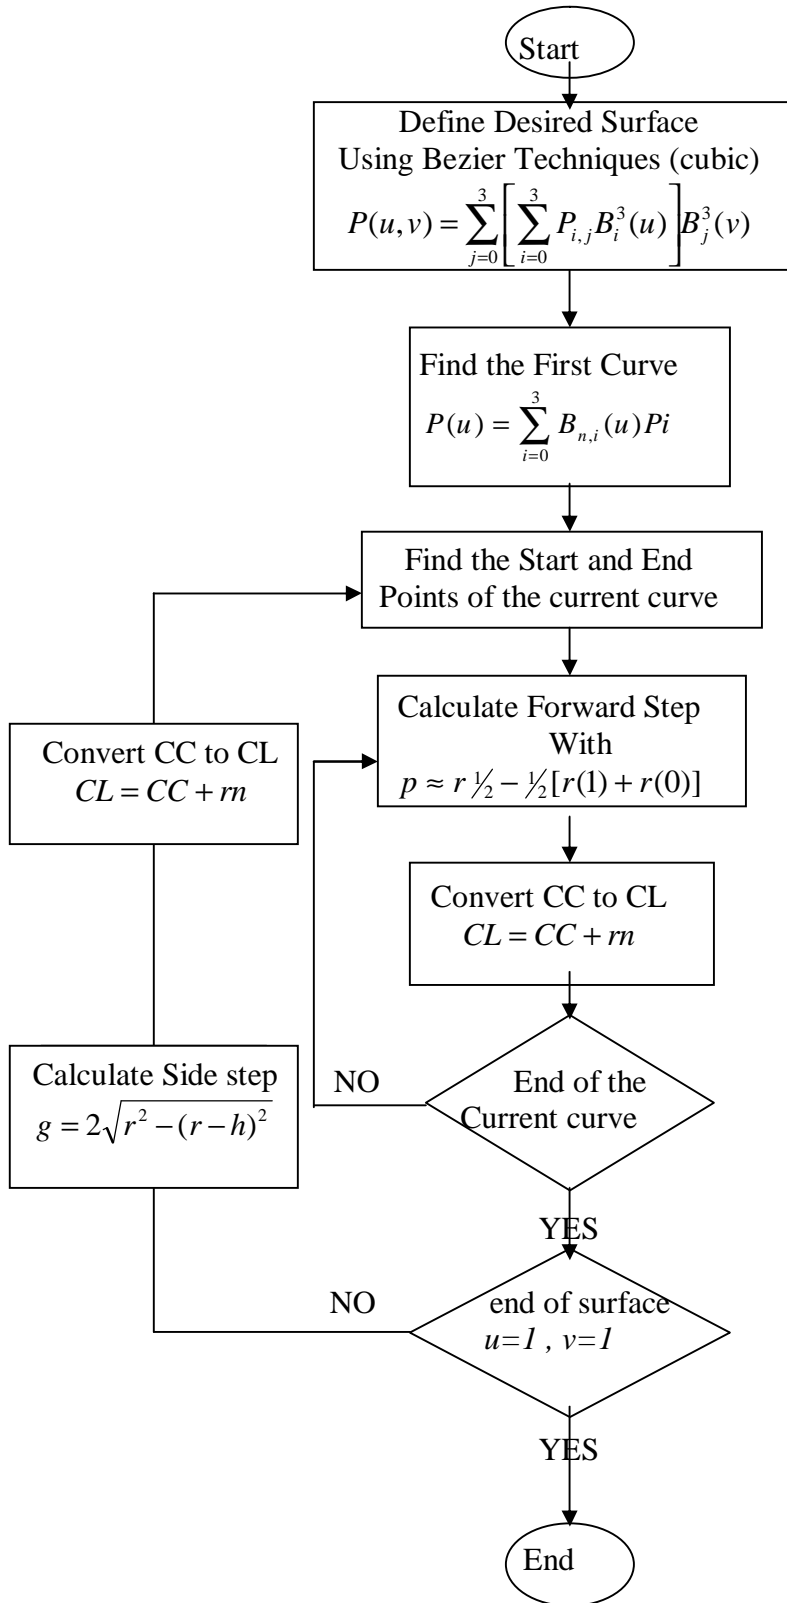 Start
Define Desired Surface
Using Bezier Techniques (cubic)
P(u,v) = ∑_{j=0}^{3} [ ∑_{i=0}^{3} P_{i,j} B_i^3(u) ] B_j^3(v)
Find the First Curve
P(u) = ∑_{i=0}^{3} B_{n,i}(u)Pi
Find the Start and End
Points of the current curve
Calculate Forward Step
With
p ≈ r ½ − ½[r(1) + r(0)]
Convert CC to CL
CL = CC + rn
End of the
Current curve
NO
YES
end of surface
u=1 , v=1
NO
Calculate Side step
g = 2√(r² − (r − h)²)
Convert CC to CL
CL = CC + rn
YES
End